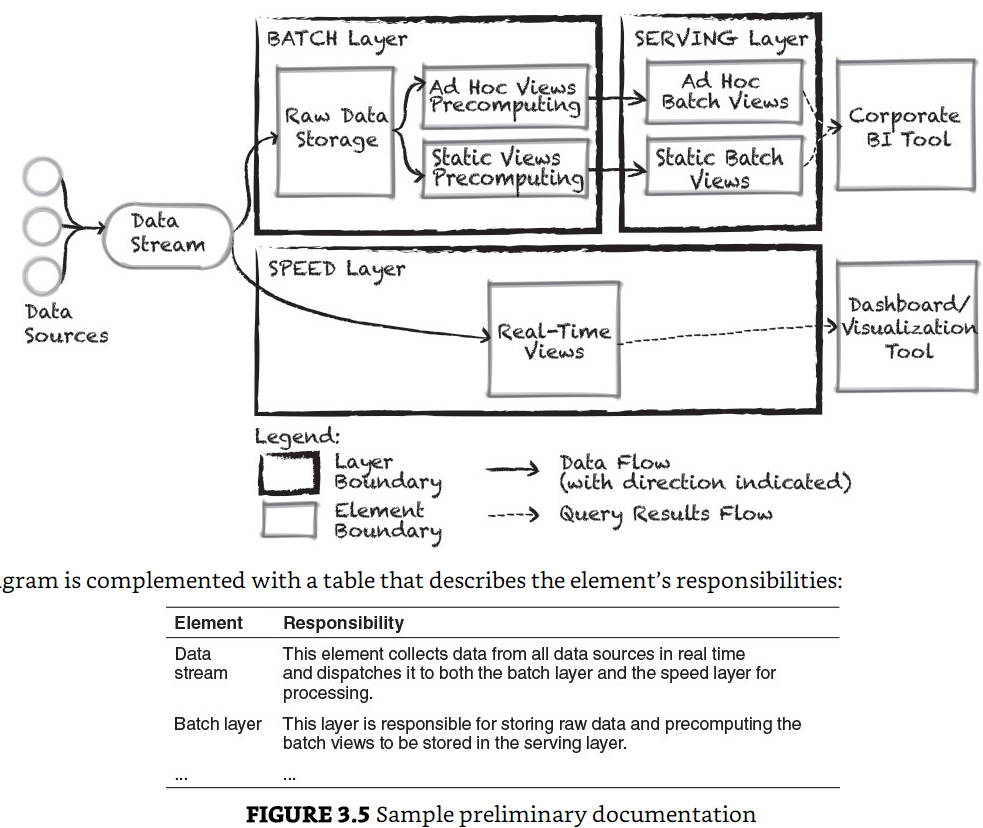 BATCH Layer
SERVING Layer
Raw Data
Storage
Ad Hoc Views
Precomputing
Static Views
Precomputing
Ad Hoc
Batch Views
Static Batch
Views
Corporate
BI Tool
Data
Stream
Data
Sources
SPEED Layer
Real-Time
Views
Dashboard/
Visualization
Tool
Legend:
Layer
Boundary
Element
Boundary
Data Flow
(with direction indicated)
Query Results Flow
agram is complemented with a table that describes the element’s responsibilities:
Element Responsibility
Data This element collects data from all data sources in real time
stream and dispatches it to both the batch layer and the speed layer for
processing.
Batch layer This layer is responsible for storing raw data and precomputing the
batch views to be stored in the serving layer.
... ...
FIGURE 3.5 Sample preliminary documentation